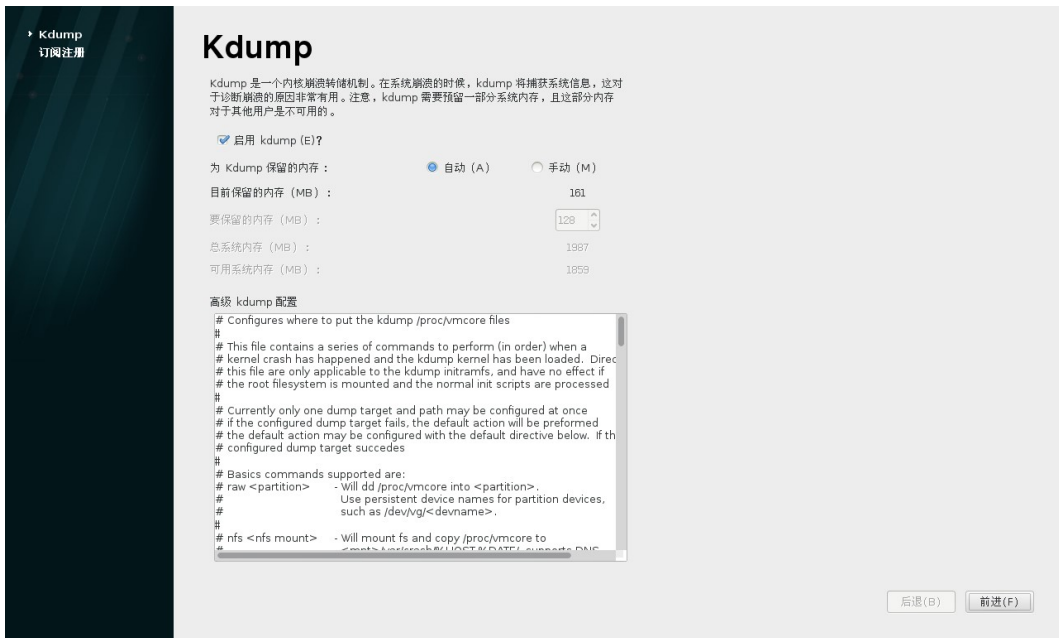 Kdump
订阅注册
Kdump
Kdump 是一个内核崩溃转储机制。在系统崩溃的时候，kdump 将捕获系统信息，这对
于诊断崩溃的原因非常有用。注意，kdump 需要预留一部分系统内存，且这部分内存
对于其他用户是不可用的。
启用 kdump (E)?
为 Kdump 保留的内存： 自动 (A) 手动 (M)
目前保留的内存 (MB)： 161
要保留的内存 (MB)： 128
总系统内存 (MB)： 1987
可用系统内存 (MB)： 1859
高级 kdump 配置
# Configures where to put the kdump /proc/vmcore files
#
# This file contains a series of commands to perform (in order) when a
# kernel crash has happened and the kdump kernel has been loaded. Direc
# this file are only applicable to the kdump initramfs, and have no effect if
# the root filesystem is mounted and the normal init scripts are processed
#
# Currently only one dump target and path may be configured at once
# if the configured dump target fails, the default action will be preformed
# the default action may be configured with the default directive below. If th
# configured dump target succedes
#
# Basics commands supported are:
# raw <partition> - Will dd /proc/vmcore into <partition>.
# Use persistent device names for partition devices,
# such as /dev/vg/<devname>.
#
# nfs <nfs mount> - Will mount fs and copy /proc/vmcore to
# <mnt>/var/crash/%HOST-%DATE/, supports DNS.
后退(B) 前进(F)